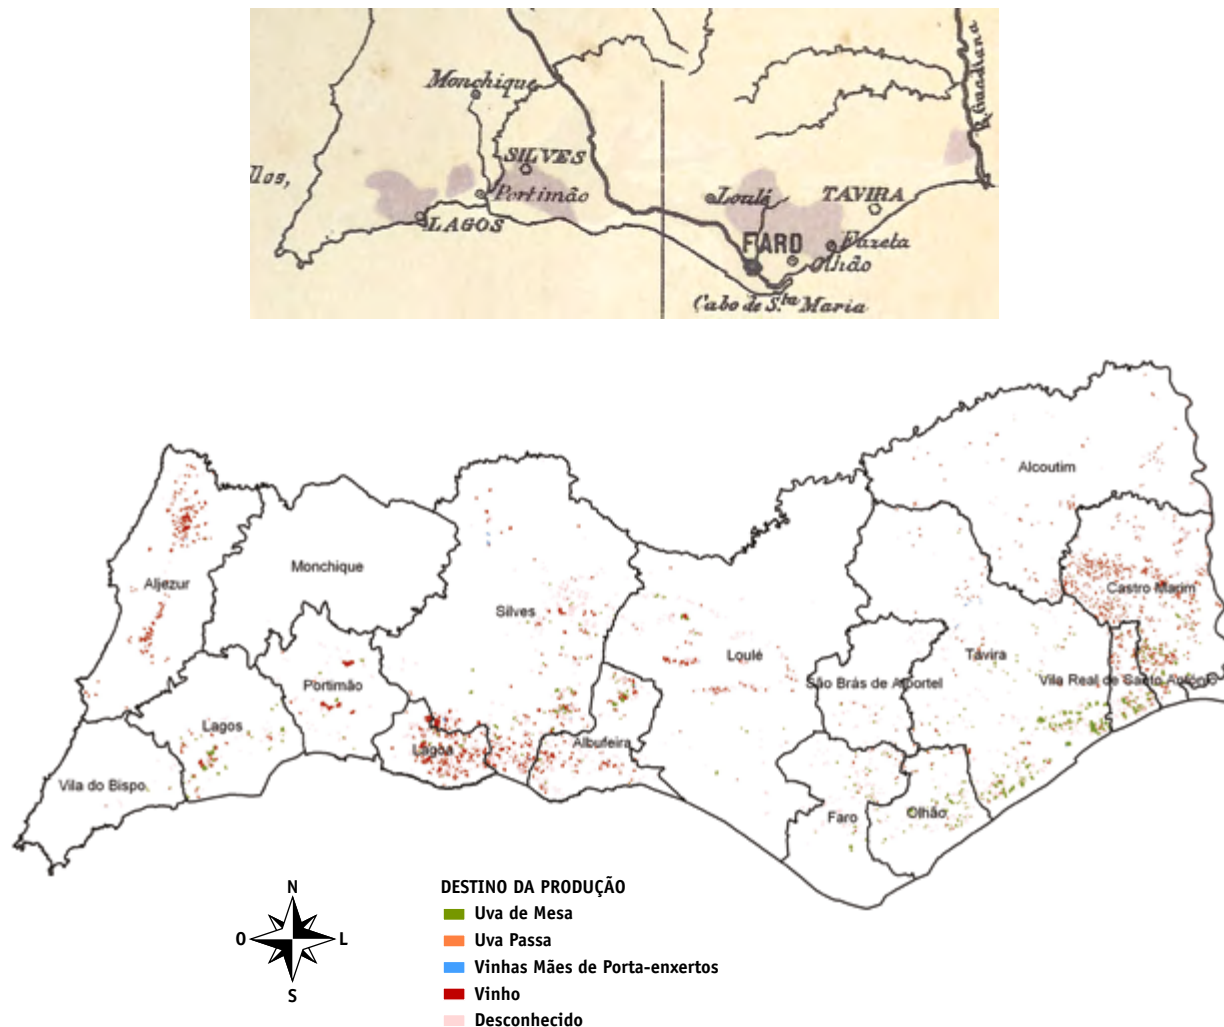 Monchique
R. Guadiana
SILVES
llos,
Portimão
Loulé
TAVIRA
LAGOS
FARO
Fuzeta
Olhão
Cabo de S.ta Maria
Alcoutim
Monchique
Aljezur
Castro Marim
Silves
Loulé
Tavira
Portimão
São Brás de Alportel
Vila Real de Santo António
Lagos
Lagoa
Albufeira
Vila do Bispo
Faro
Olhão
N
O
L
S
DESTINO DA PRODUÇÃO
Uva de Mesa
Uva Passa
Vinhas Mães de Porta-enxertos
Vinho
Desconhecido